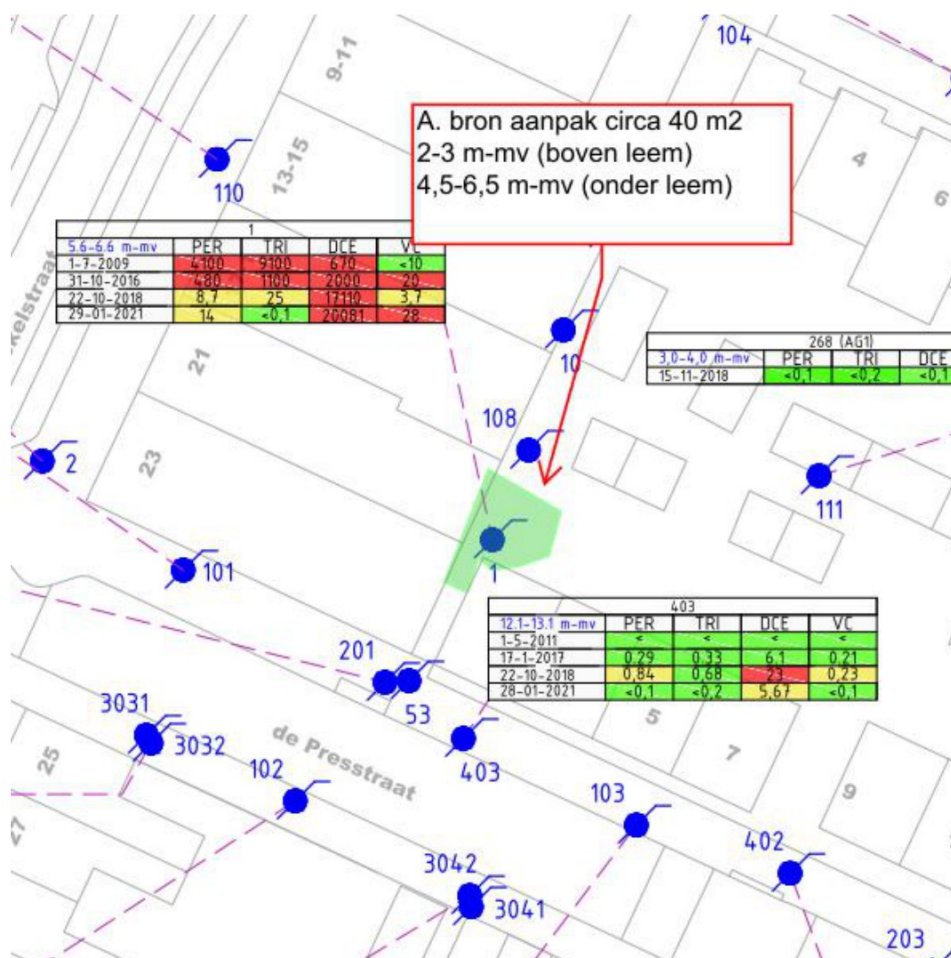 104
9-11
A. bron aanpak circa 40 m2
2-3 m-mv (boven leem)
4,5-6,5 m-mv (onder leem)
13-15
4
6
110
1
5.6-6.6 m-mv PER TRI DCE VC
1-7-2009 4100 9100 670 <10
31-10-2016 480 1100 2000 20
22-10-2018 8,7 25 17110 3,7
29-01-2021 14 <0,1 20081 28
kelstraat
10
268 (AG1)
3,0-4,0 m-mv PER TRI DCE
15-11-2018 <0,1 <0,2 <0,1
21
108
23
2
111
1
101
403
12.1-13.1 m-mv PER TRI DCE VC
1-5-2011 < < < <
17-1-2017 0.29 0.33 6.1 0.21
22-10-2018 0,84 0,68 23 0,23
28-01-2021 <0,1 <0,2 5,67 <0,1
201
53
3031
3032
25
de Presstraat
5
7
403
102
9
103
27
402
3042
3041
203